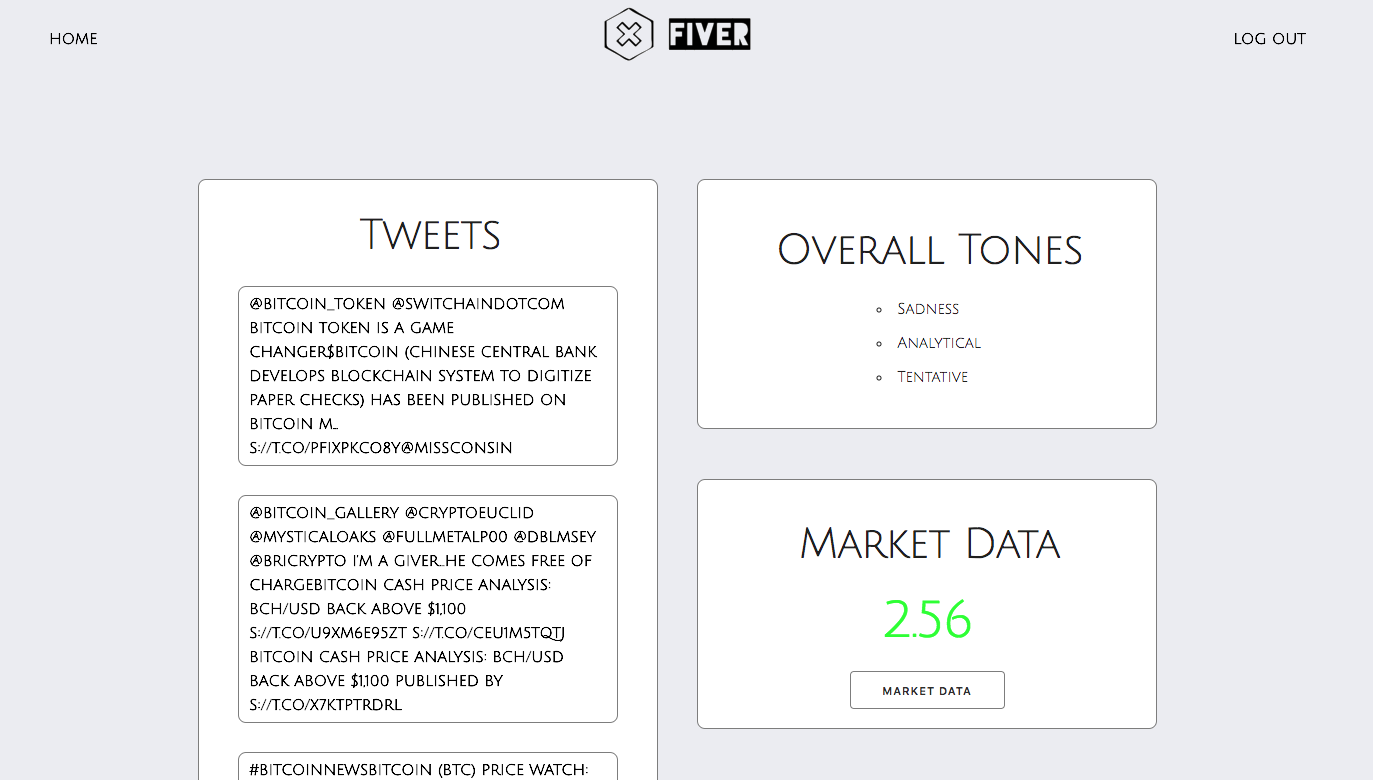 HOME
FIVER
LOG OUT
Tweets
@BITCOIN_TOKEN @SWITCHAINDOTCOM
BITCOIN TOKEN IS A GAME
CHANGER$BITCOIN (CHINESE CENTRAL BANK
DEVELOPS BLOCKCHAIN SYSTEM TO DIGITIZE
PAPER CHECKS) HAS BEEN PUBLISHED ON
BITCOIN M...
S://T.CO/PFIXPKCO8Y@MISSCONSIN
@BITCOIN_GALLERY @CRYPTOEUCLID
@MYSTICALOAKS @FULLMETALP00 @DBLMSEY
@BRICRYPTO I'M A GIVER...HE COMES FREE OF
CHARGEBITCOIN CASH PRICE ANALYSIS:
BCH/USD BACK ABOVE $1,100
S://T.CO/U9XM6E95ZT S://T.CO/CEU1M5TQTJ
BITCOIN CASH PRICE ANALYSIS: BCH/USD
BACK ABOVE $1,100 PUBLISHED BY
S://T.CO/X7KTPTRDRL
#BITCOINNEWSBITCOIN (BTC) PRICE WATCH:
Overall Tones
Sadness
Analytical
Tentative
Market Data
2.56
MARKET DATA